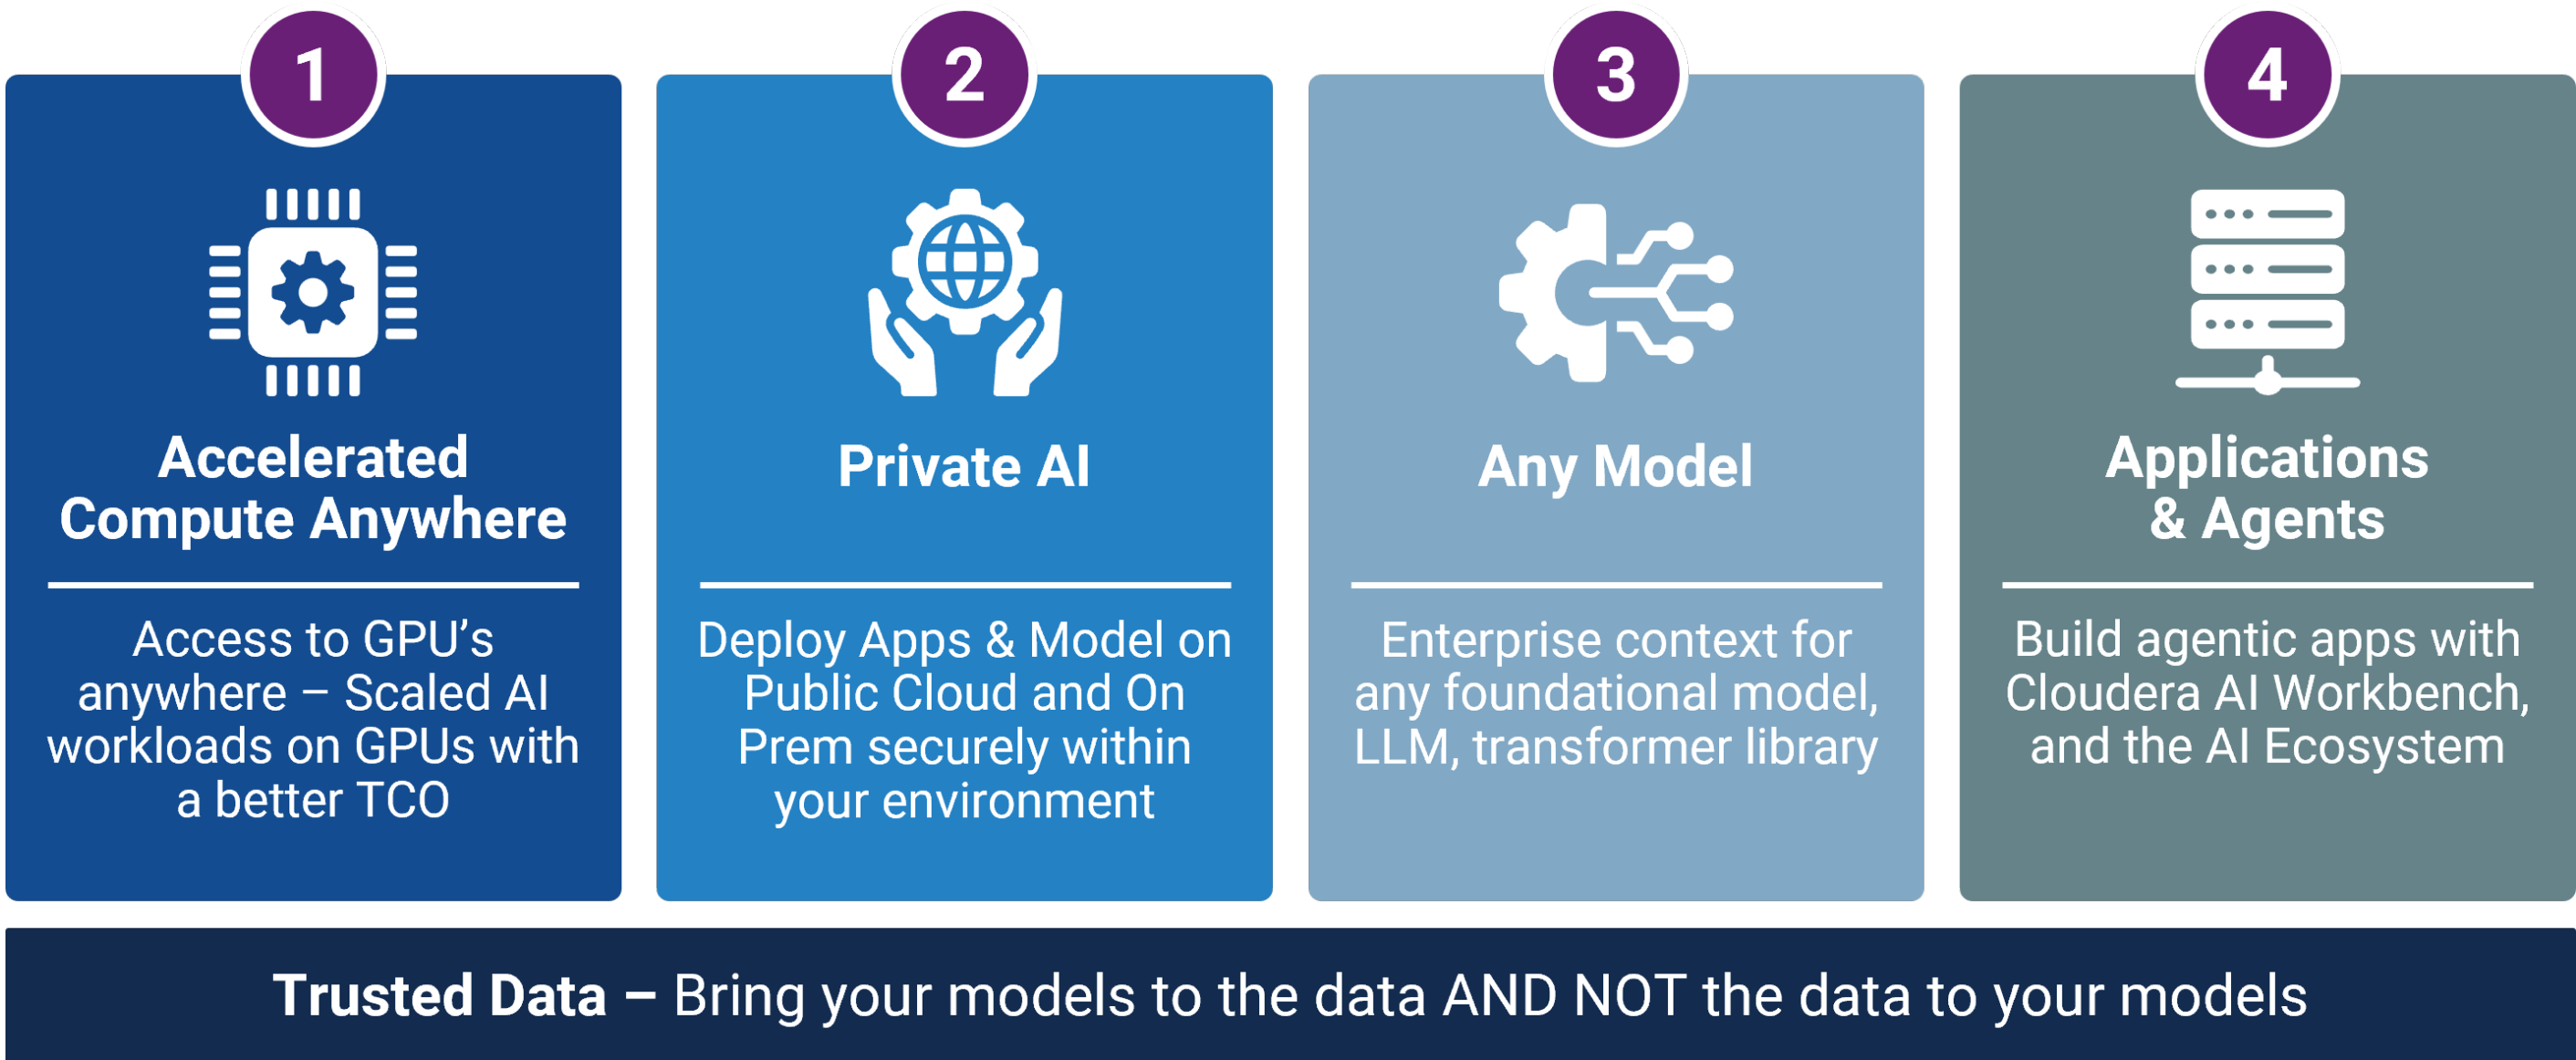 1
Accelerated
Compute Anywhere
Access to GPU’s
anywhere – Scaled AI
workloads on GPUs with
a better TCO
2
Private AI
Deploy Apps & Model on
Public Cloud and On
Prem securely within
your environment
3
Any Model
Enterprise context for
any foundational model,
LLM, transformer library
4
Applications
& Agents
Build agentic apps with
Cloudera AI Workbench,
and the AI Ecosystem
Trusted Data – Bring your models to the data AND NOT the data to your models